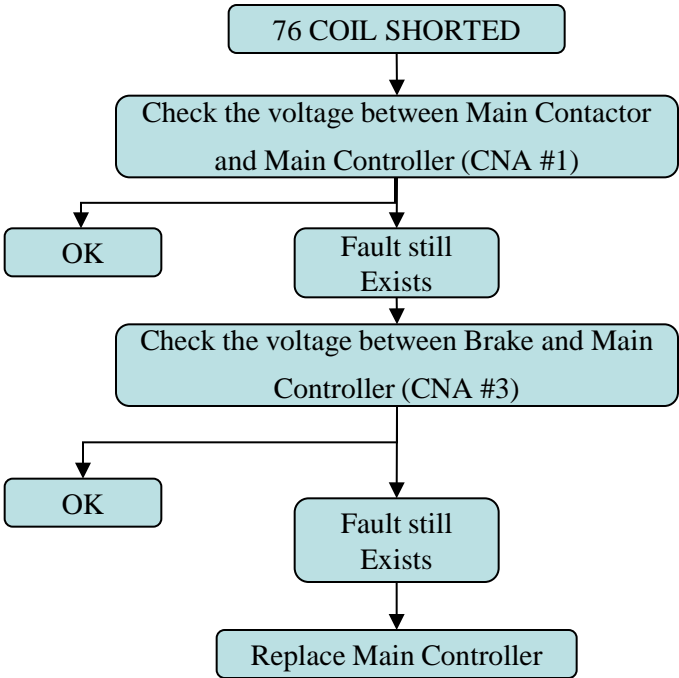 76 COIL SHORTED
Check the voltage between Main Contactor
and Main Controller (CNA #1)
OK
Fault still
Exists
Check the voltage between Brake and Main
Controller (CNA #3)
OK
Fault still
Exists
Replace Main Controller